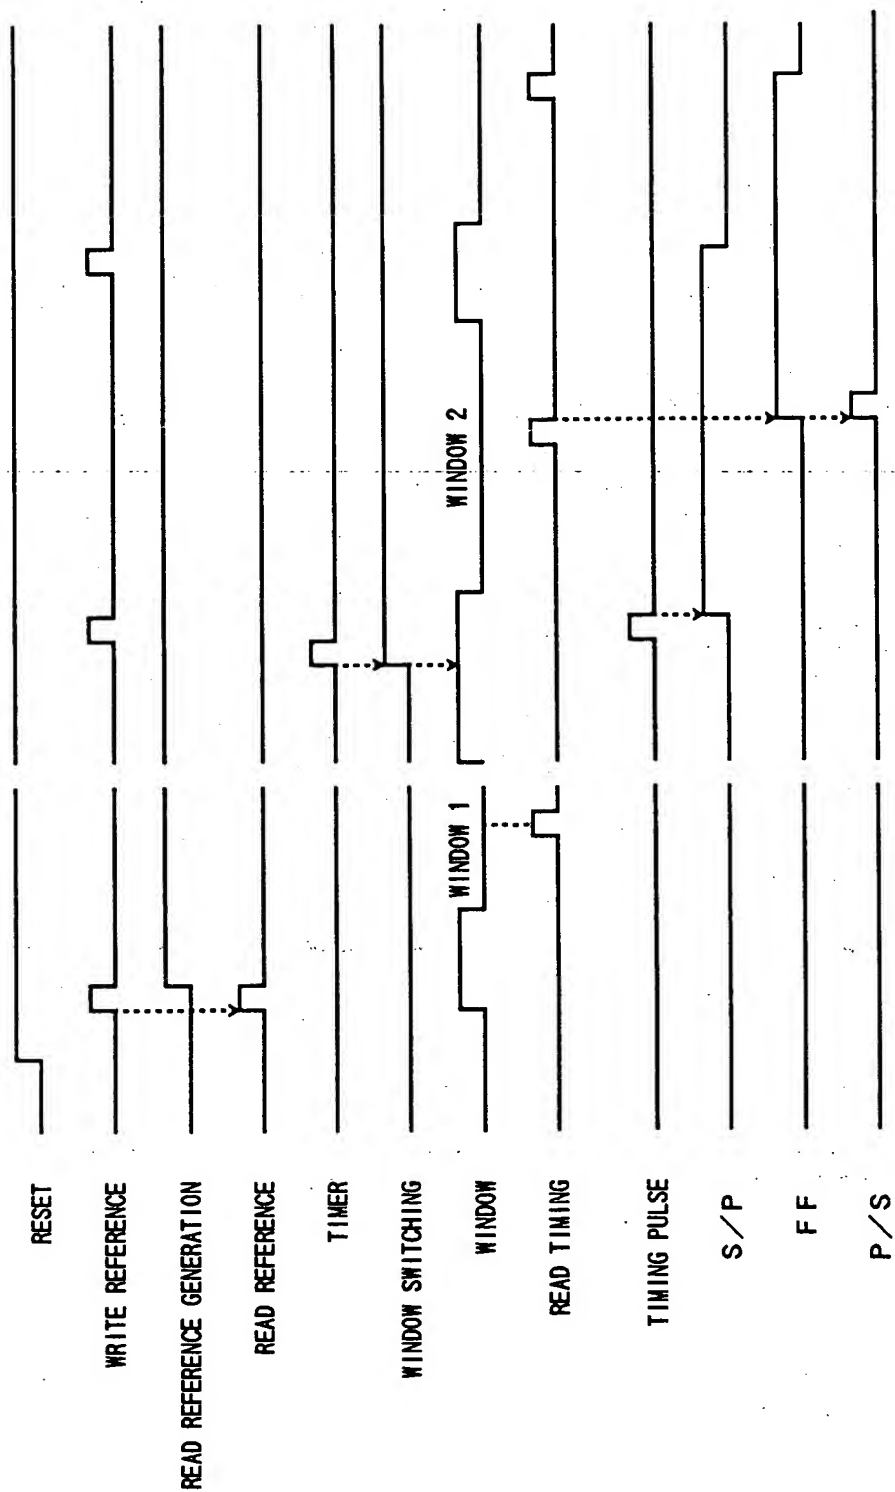 RESET
WRITE REFERENCE
READ REFERENCE GENERATION
READ REFERENCE
TIMER
WINDOW SWITCHING
WINDOW
WINDOW 1
WINDOW 2
READ TIMING
TIMING PULSE
S/P
FF
P/S